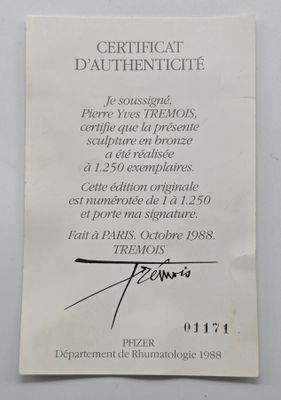 CERTIFICAT
D'AUTHENTICITÉ
Je soussigné,
Pierre Yves TREMOIS,
certifie que la présente
sculpture en bronze
a été réalisée
à 1.250 exemplaires.
Cette édition originale
est numérotée de 1 à 1.250
et porte ma signature.
Fait à PARIS. Octobre 1988.
TREMOIS
Trémois
01171
PFIZER
Département de Rhumatologie 1988